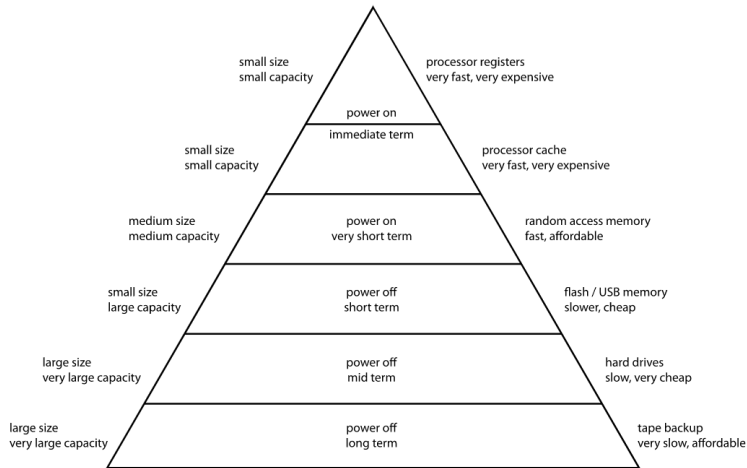 small size
small capacity
processor registers
very fast, very expensive
power on
immediate term
small size
small capacity
processor cache
very fast, very expensive
medium size
medium capacity
power on
very short term
random access memory
fast, affordable
small size
large capacity
power off
short term
flash / USB memory
slower, cheap
large size
very large capacity
power off
mid term
hard drives
slow, very cheap
large size
very large capacity
power off
long term
tape backup
very slow, affordable